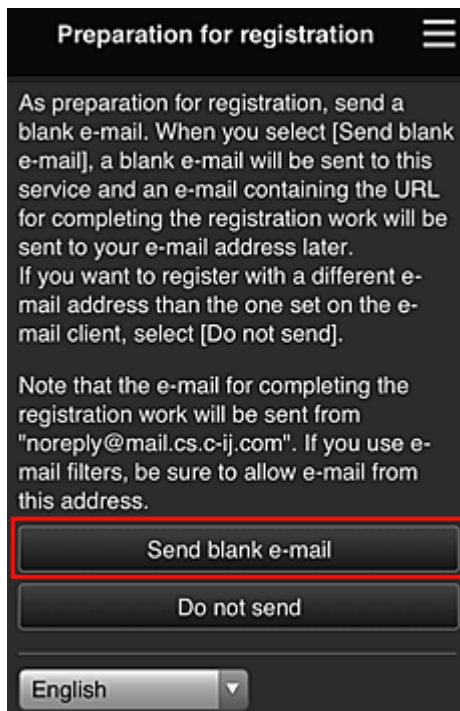 Preparation for registration
As preparation for registration, send a
blank e-mail. When you select [Send blank
e-mail], a blank e-mail will be sent to this
service and an e-mail containing the URL
for completing the registration work will be
sent to your e-mail address later.
If you want to register with a different e-
mail address than the one set on the e-
mail client, select [Do not send].
Note that the e-mail for completing the
registration work will be sent from
"noreply@mail.cs.c-ij.com". If you use e-
mail filters, be sure to allow e-mail from
this address.
Send blank e-mail
Do not send
English